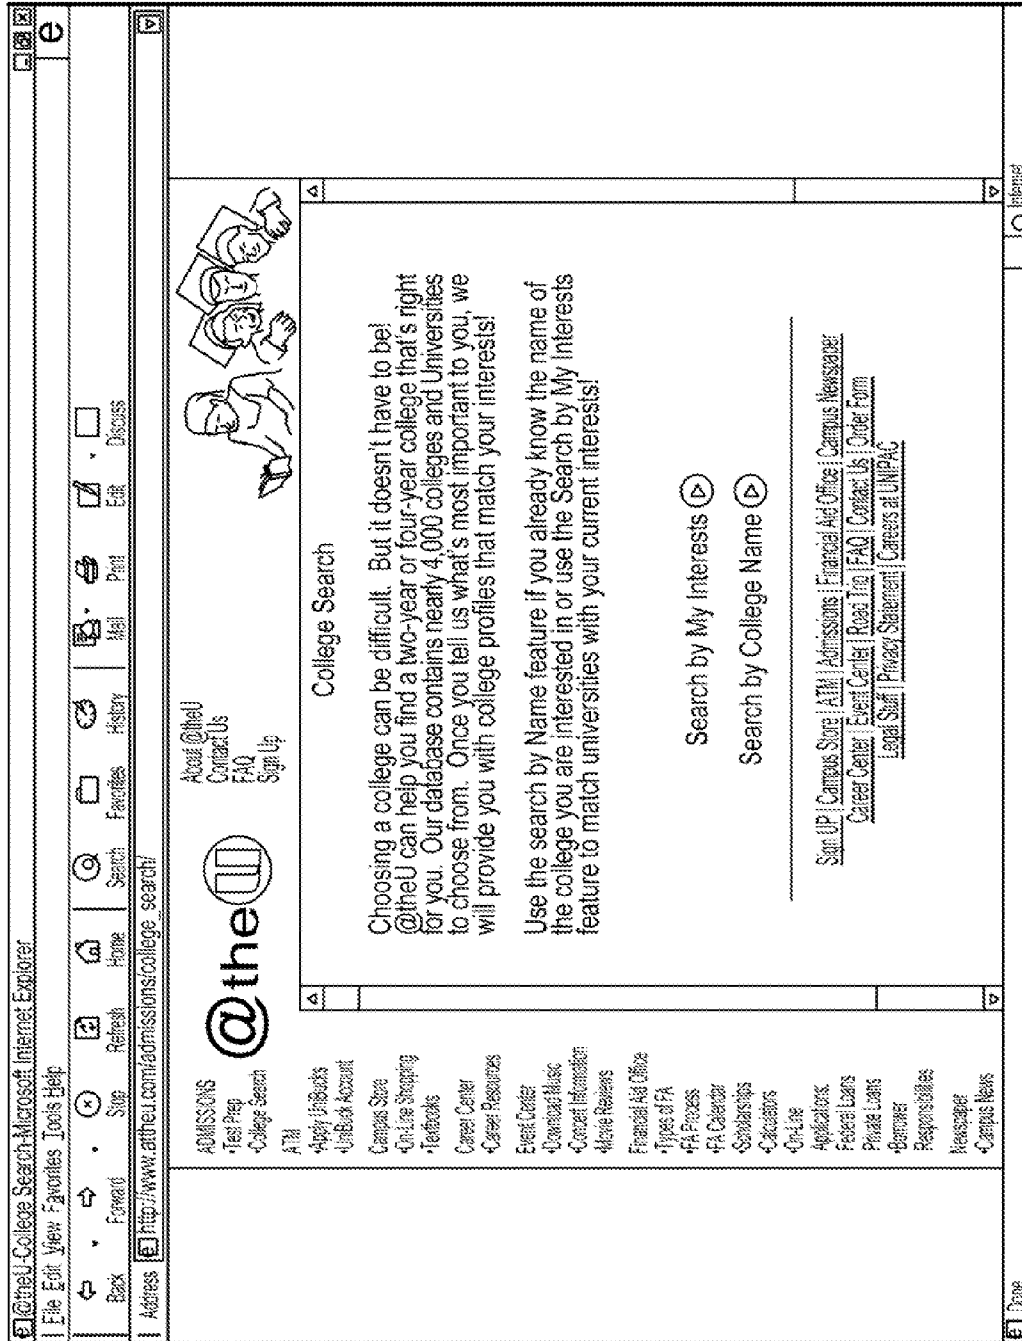 @theU-College Search-Microsoft Internet Explorer
File Edit View Favorites Tools Help
Back Forward Stop Refresh Home Search Favorites History Mail Print Edit Discuss
Address http://www.attheu.com/admissions/college_search/
@theU
About @theU
Contact Us
FAQ
Sign Up
ADMISSIONS
•Test Prep
•College Search
ATM
•Apply UniBucks
•UniBuck Account
Campus Store
•On-Line Shopping
•Textbooks
Career Center
•Career Resources
Event Center
•Download Music
•Concert Information
•Movie Reviews
Financial Aid Office
•Types of FA
•FA Process
•FA Calendar
•Scholarships
•Calculators
•On-Line
Applications:
Federal Loans
Private Loans
•Borrower
Responsibilities
Newspaper
•Campus News
College Search
Choosing a college can be difficult. But it doesn't have to be!
@theU can help you find a two-year or four-year college that's right
for you. Our database contains nearly 4,000 colleges and Universities
to choose from. Once you tell us what's most important to you, we
will provide you with college profiles that match your interests!
Use the search by Name feature if you already know the name of
the college you are interested in or use the Search by My Interests
feature to match universities with your current interests!
Search by My Interests
Search by College Name
Sign UP | Campus Store | ATM | Admissions | Financial Aid Office | Campus Newspaper
Career Center | Event Center | Road Trip | FAQ | Contact Us | Order Form
Legal Stuff | Privacy Statement | Careers at UNIPAC
Done
Internet